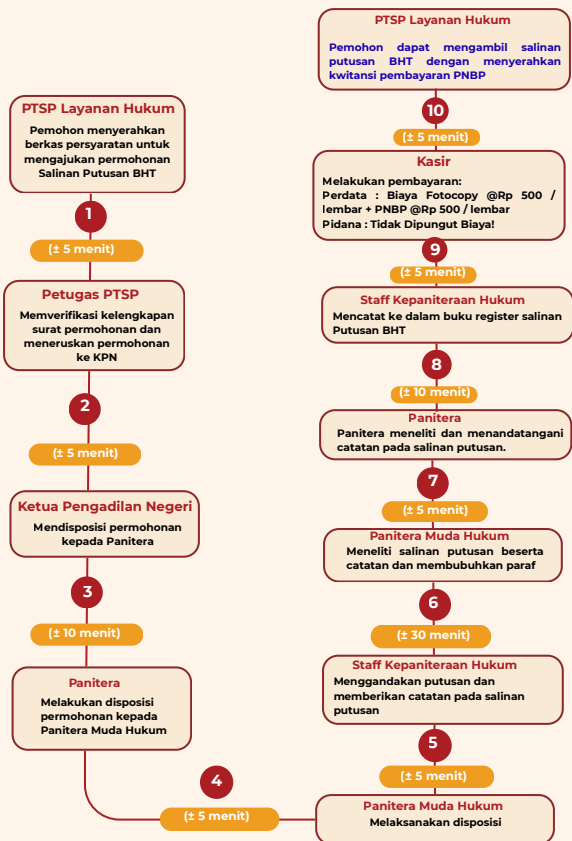 PTSP Layanan Hukum
Pemohon menyerahkan
berkas persyaratan untuk
mengajukan permohonan
Salinan Putusan BHT
1
(± 5 menit)
Petugas PTSP
Memverifikasi kelengkapan
surat permohonan dan
meneruskan permohonan
ke KPN
2
(± 5 menit)
Ketua Pengadilan Negeri
Mendisposisi permohonan
kepada Panitera
3
(± 10 menit)
Panitera
Melakukan disposisi
permohonan kepada
Panitera Muda Hukum
4
(± 5 menit)
Panitera Muda Hukum
Melaksanakan disposisi
(± 5 menit)
5
Staff Kepaniteraan Hukum
Menggandakan putusan dan
memberikan catatan pada salinan
putusan
(± 30 menit)
6
Panitera Muda Hukum
Meneliti salinan putusan beserta
catatan dan membubuhkan paraf
(± 5 menit)
7
Panitera
Panitera meneliti dan menandatangani
catatan pada salinan putusan.
(± 10 menit)
8
Staff Kepaniteraan Hukum
Mencatat ke dalam buku register salinan
Putusan BHT
(± 5 menit)
9
Kasir
Melakukan pembayaran:
Perdata : Biaya Fotocopy @Rp 500 /
lembar + PNBP @Rp 500 / lembar
Pidana : Tidak Dipungut Biaya!
(± 5 menit)
10
PTSP Layanan Hukum
Pemohon dapat mengambil salinan
putusan BHT dengan menyerahkan
kwitansi pembayaran PNBP